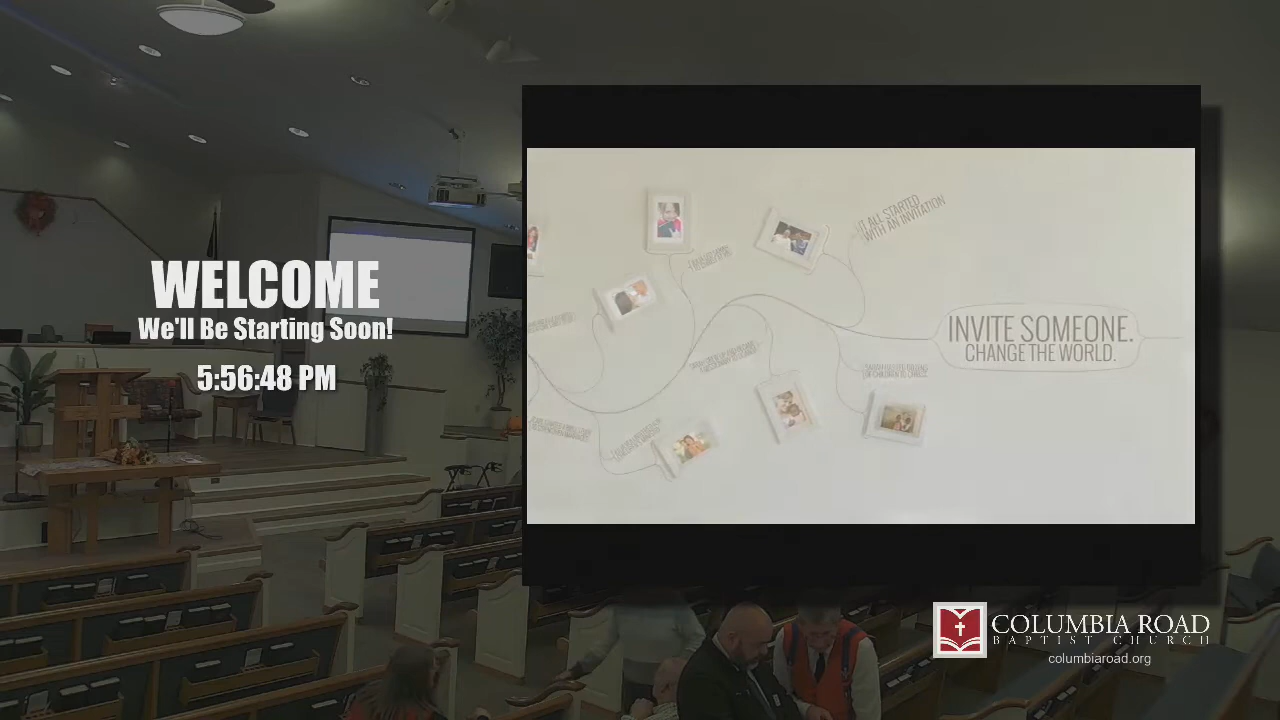 WELCOME
We'll Be Starting Soon!
5:56:48 PM
IT ALL STARTED
WITH AN INVITATION
INVITE SOMEONE.
CHANGE THE WORLD.
COLUMBIA ROAD
BAPTIST CHURCH
columbiaroad.org